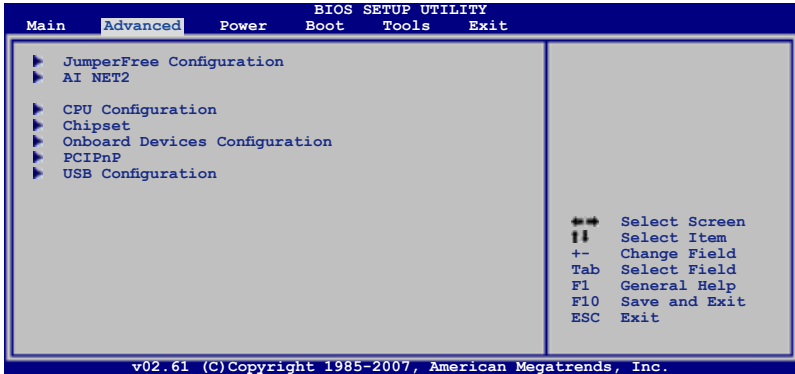 BIOS SETUP UTILITY
Main Advanced Power Boot Tools Exit
JumperFree Configuration
AI NET2
CPU Configuration
Chipset
Onboard Devices Configuration
PCIPnP
USB Configuration
Select Screen
Select Item
+- Change Field
Tab Select Field
F1 General Help
F10 Save and Exit
ESC Exit
v02.61 (C)Copyright 1985-2007, American Megatrends, Inc.